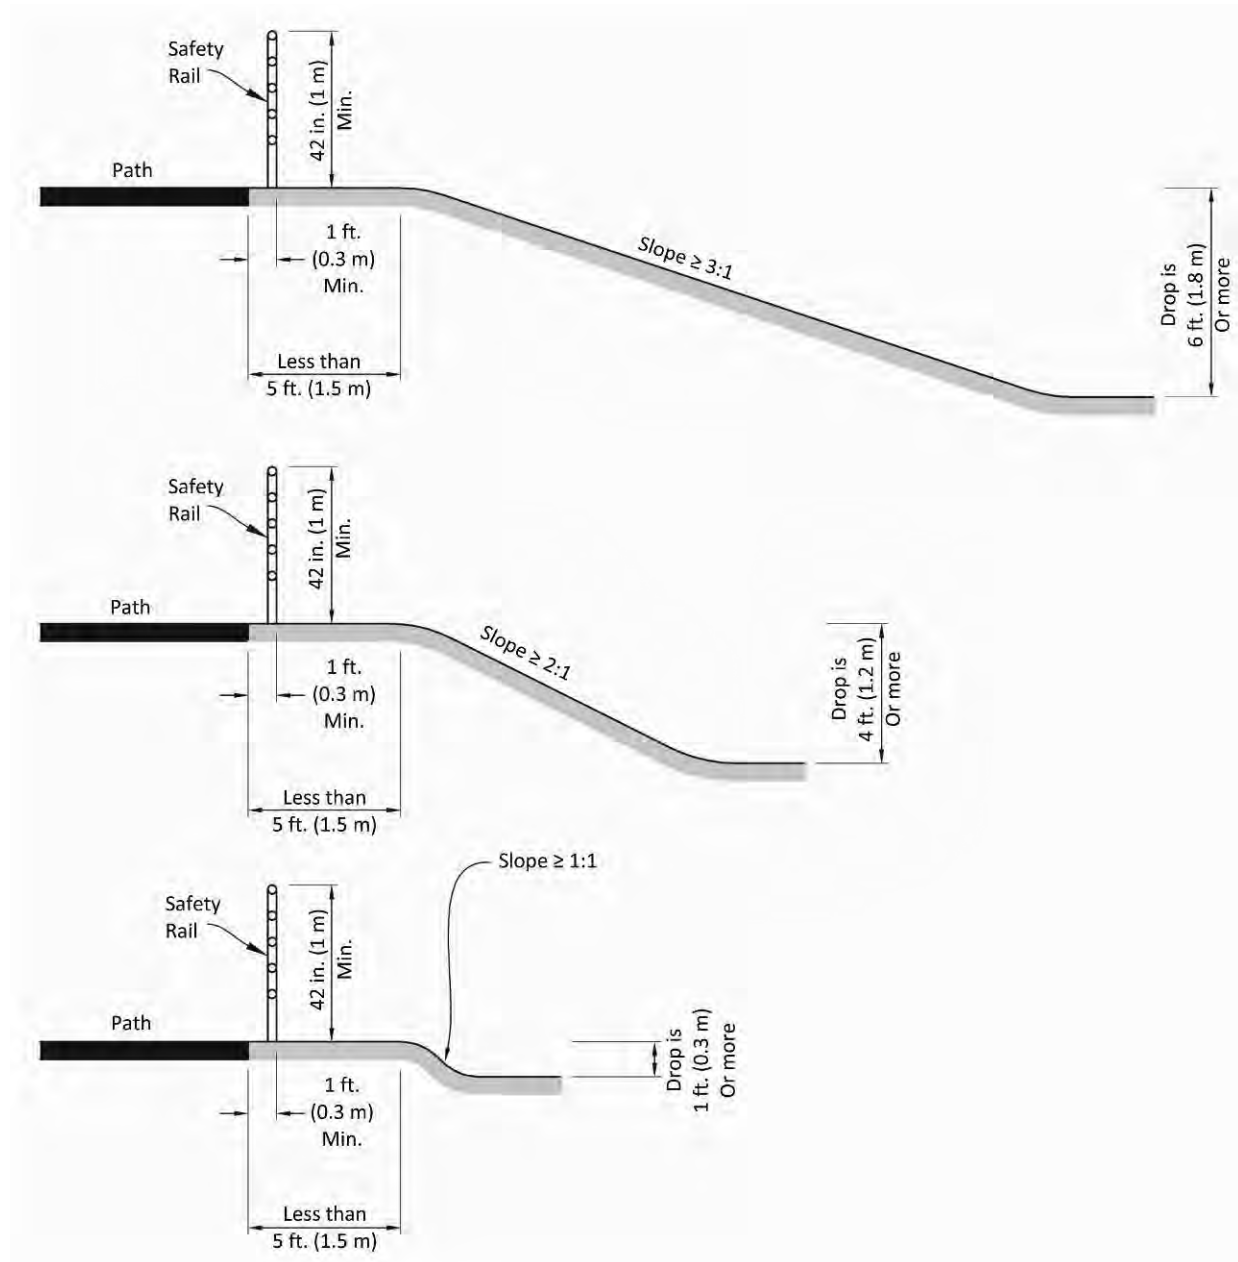 Safety
Rail
42 in. (1 m)
Min.
Path
1 ft.
(0.3 m)
Min.
Slope ≥ 3:1
Drop is
6 ft. (1.8 m)
Or more
Less than
5 ft. (1.5 m)
Safety
Rail
42 in. (1 m)
Min.
Path
1 ft.
(0.3 m)
Min.
Slope ≥ 2:1
Drop is
4 ft. (1.2 m)
Or more
Less than
5 ft. (1.5 m)
Slope ≥ 1:1
Safety
Rail
42 in. (1 m)
Min.
Path
1 ft.
(0.3 m)
Min.
Drop is
1 ft. (0.3 m)
Or more
Less than
5 ft. (1.5 m)